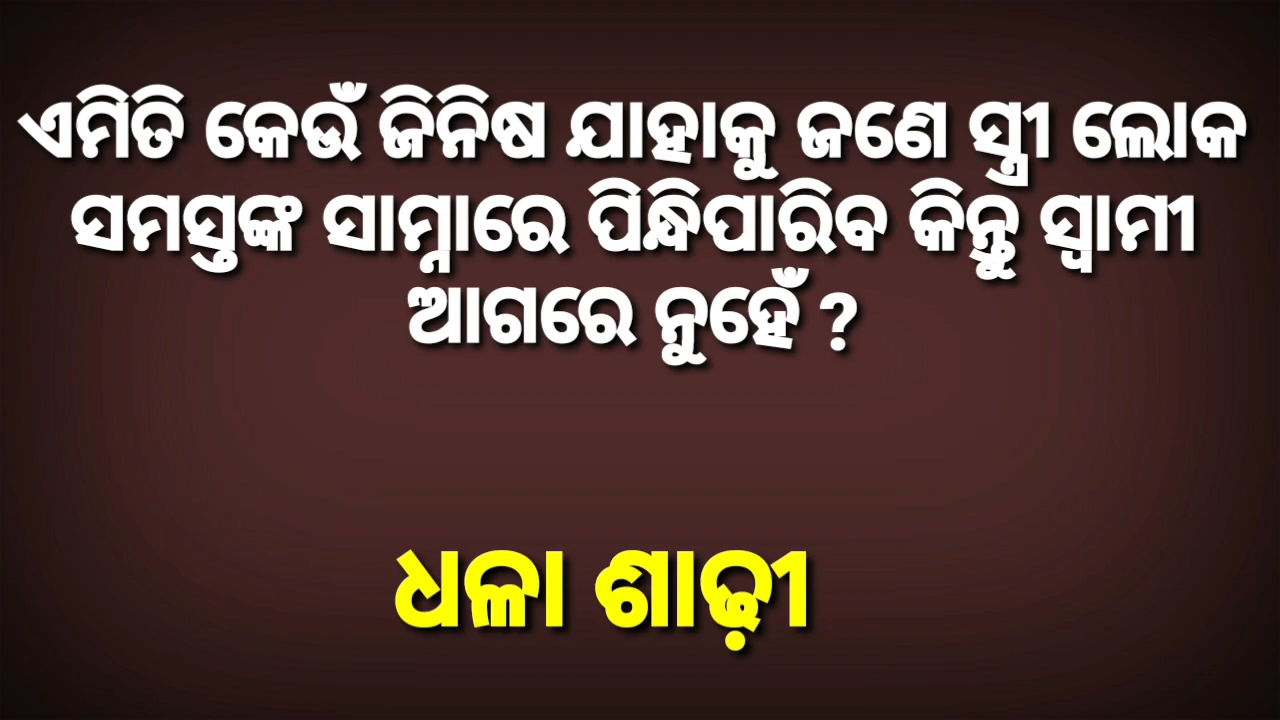 ଏମିତି କେଉଁ ଜିନିଷ ଯାହାକୁ ଜଣେ ସ୍ତ୍ରୀ ଲୋକ
ସମସ୍ତଙ୍କ ସାମ୍ନାରେ ପିନ୍ଧିପାରିବ କିନ୍ତୁ ସ୍ୱାମୀ
ଆଗରେ ନୁହେଁ ?
ଧଳା ଶାଢ଼ୀ